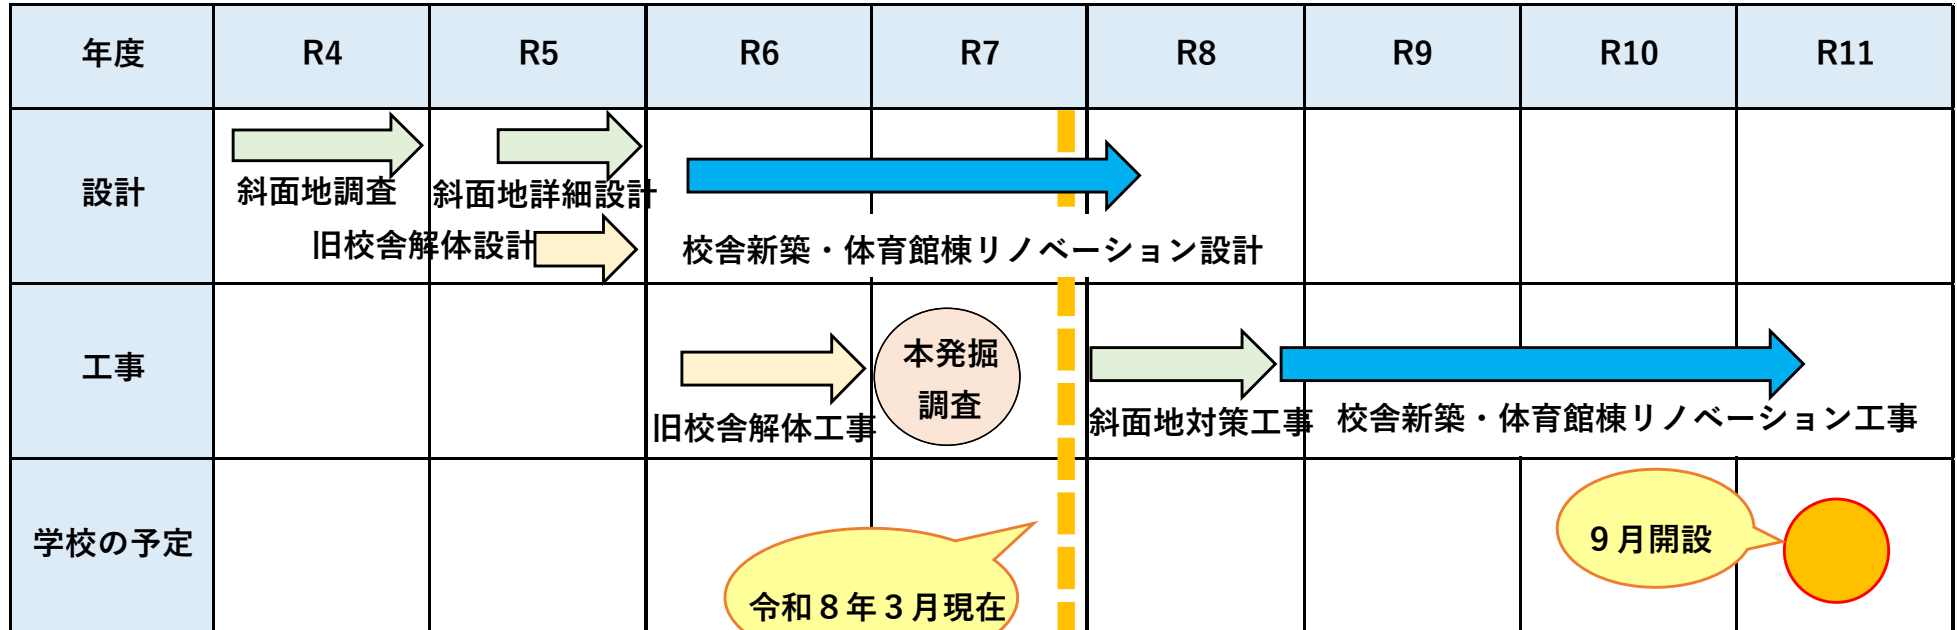 年度 R4 R5 R6 R7 R8 R9 R10 R11
設計
斜面地調査
斜面地詳細設計
旧校舎解体設計
校舎新築・体育館棟リノベーション設計
工事
旧校舎解体工事
本発掘
調査
斜面地対策工事
校舎新築・体育館棟リノベーション工事
学校の予定
令和８年３月現在
９月開設